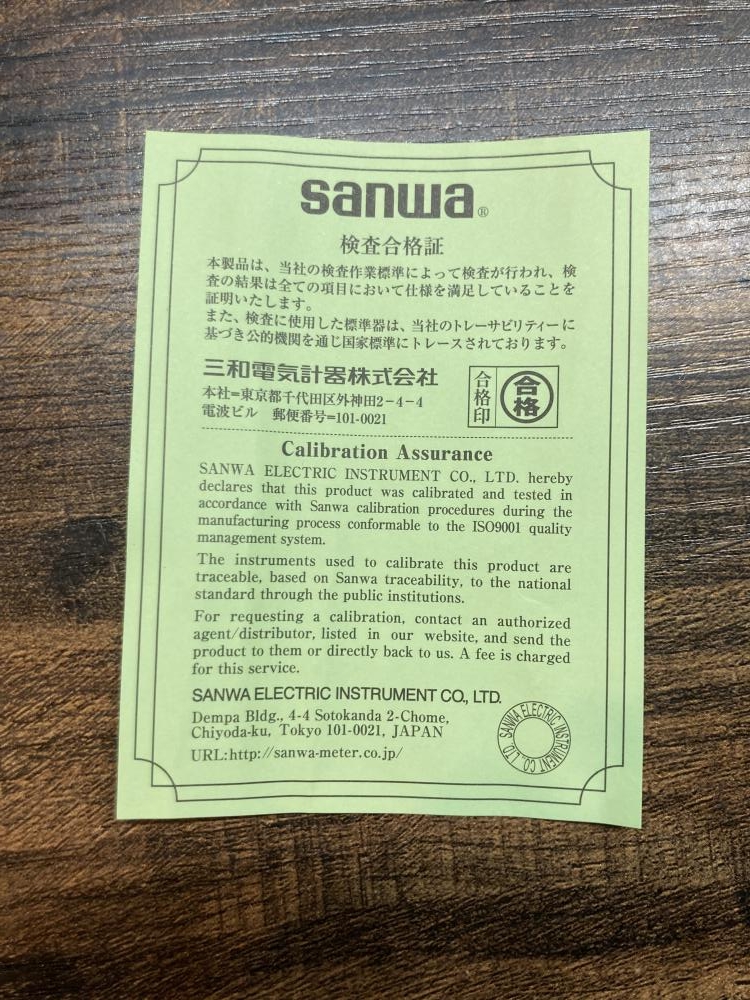 sanwa®
検査合格証
本製品は、当社の検査作業標準によって検査が行われ、検
査の結果は全ての項目において仕様を満足していることを
証明いたします。
また、検査に使用した標準器は、当社のトレーサビリティーに
基づき公的機関を通じ国家標準にトレースされております。
三和電気計器株式会社
本社=東京都千代田区外神田2-4-4
電波ビル 郵便番号=101-0021
合格印
合格
Calibration Assurance
SANWA ELECTRIC INSTRUMENT CO., LTD. hereby
declares that this product was calibrated and tested in
accordance with Sanwa calibration procedures during the
manufacturing process conformable to the ISO9001 quality
management system.
The instruments used to calibrate this product are
traceable, based on Sanwa traceability, to the national
standard through the public institutions.
For requesting a calibration, contact an authorized
agent/distributor, listed in our website, and send the
product to them or directly back to us. A fee is charged
for this service.
SANWA ELECTRIC INSTRUMENT CO., LTD.
Dempa Bldg., 4-4 Sotokanda 2-Chome,
Chiyoda-ku, Tokyo 101-0021, JAPAN
URL:http://sanwa-meter.co.jp/
SANWA ELECTRIC INSTRUMENT CO., LTD.